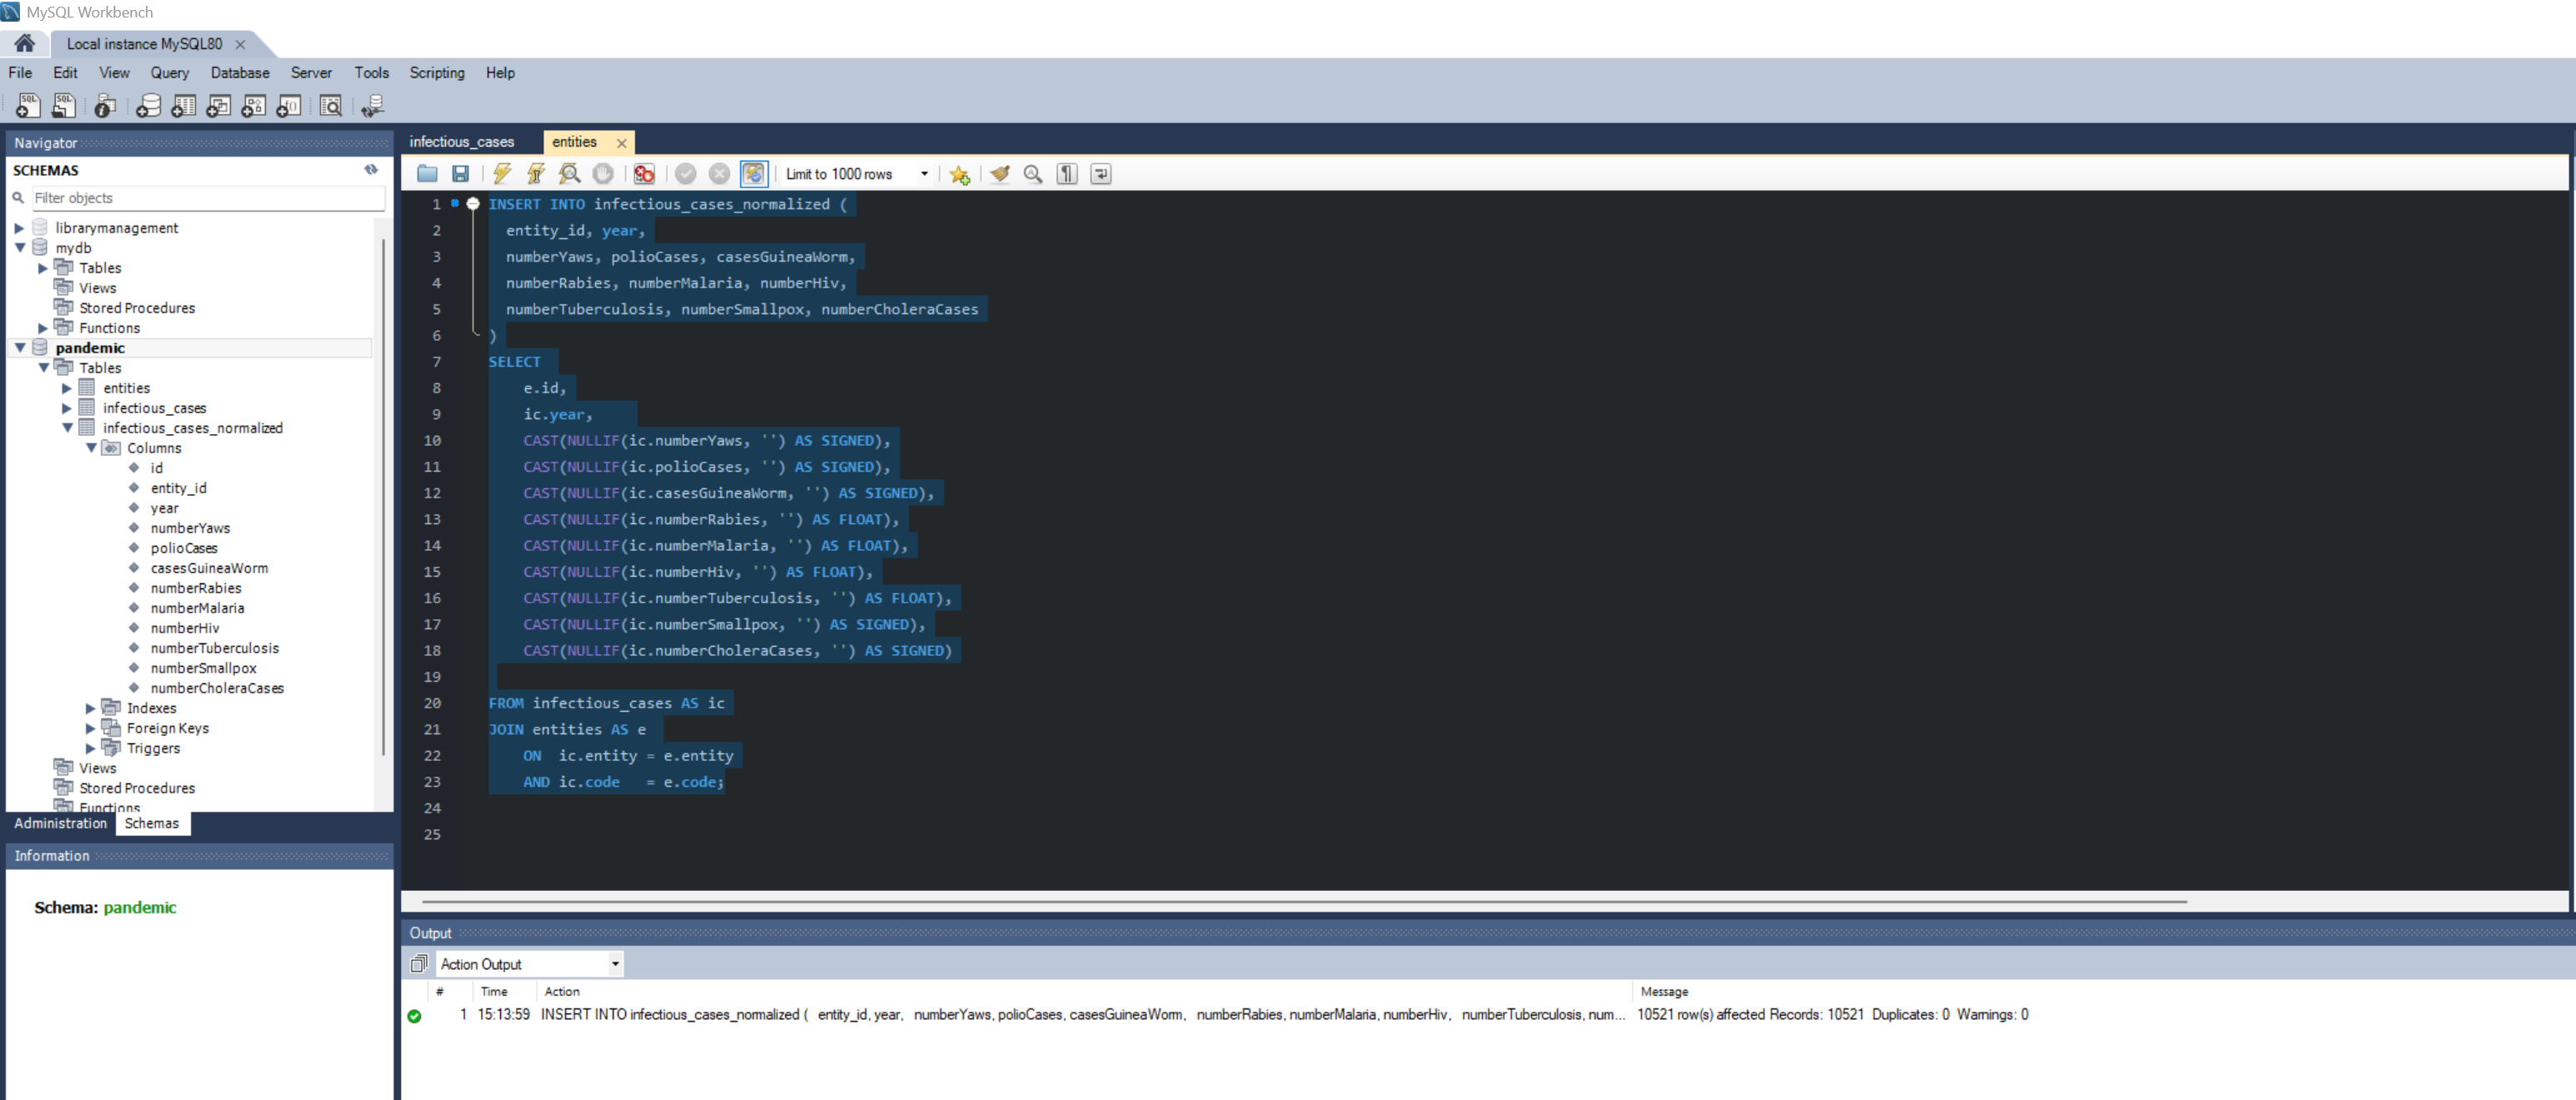 MySQL Workbench
Local instance MySQL80
File Edit View Query Database Server Tools Scripting Help
Navigator
SCHEMAS
Filter objects
librarymanagement
mydb
Tables
Views
Stored Procedures
Functions
pandemic
Tables
entities
infectious_cases
infectious_cases_normalized
Columns
id
entity_id
year
numberYaws
polioCases
casesGuineaWorm
numberRabies
numberMalaria
numberHiv
numberTuberculosis
numberSmallpox
numberCholeraCases
Indexes
Foreign Keys
Triggers
Views
Stored Procedures
Functions
Administration Schemas
Information
Schema: pandemic
infectious_cases entities
Limit to 1000 rows
1 INSERT INTO infectious_cases_normalized (
2 entity_id, year,
3 numberYaws, polioCases, casesGuineaWorm,
4 numberRabies, numberMalaria, numberHiv,
5 numberTuberculosis, numberSmallpox, numberCholeraCases
6 )
7 SELECT
8 e.id,
9 ic.year,
10 CAST(NULLIF(ic.numberYaws, '') AS SIGNED),
11 CAST(NULLIF(ic.polioCases, '') AS SIGNED),
12 CAST(NULLIF(ic.casesGuineaWorm, '') AS SIGNED),
13 CAST(NULLIF(ic.numberRabies, '') AS FLOAT),
14 CAST(NULLIF(ic.numberMalaria, '') AS FLOAT),
15 CAST(NULLIF(ic.numberHiv, '') AS FLOAT),
16 CAST(NULLIF(ic.numberTuberculosis, '') AS FLOAT),
17 CAST(NULLIF(ic.numberSmallpox, '') AS SIGNED),
18 CAST(NULLIF(ic.numberCholeraCases, '') AS SIGNED)
19
20 FROM infectious_cases AS ic
21 JOIN entities AS e
22 ON ic.entity = e.entity
23 AND ic.code = e.code;
24
25
Output
Action Output
# Time Action Message
1 15:13:59 INSERT INTO infectious_cases_normalized ( entity_id, year, numberYaws, polioCases, casesGuineaWorm, numberRabies, numberMalaria, numberHiv, numberTuberculosis, num... 10521 row(s) affected Records: 10521 Duplicates: 0 Warnings: 0